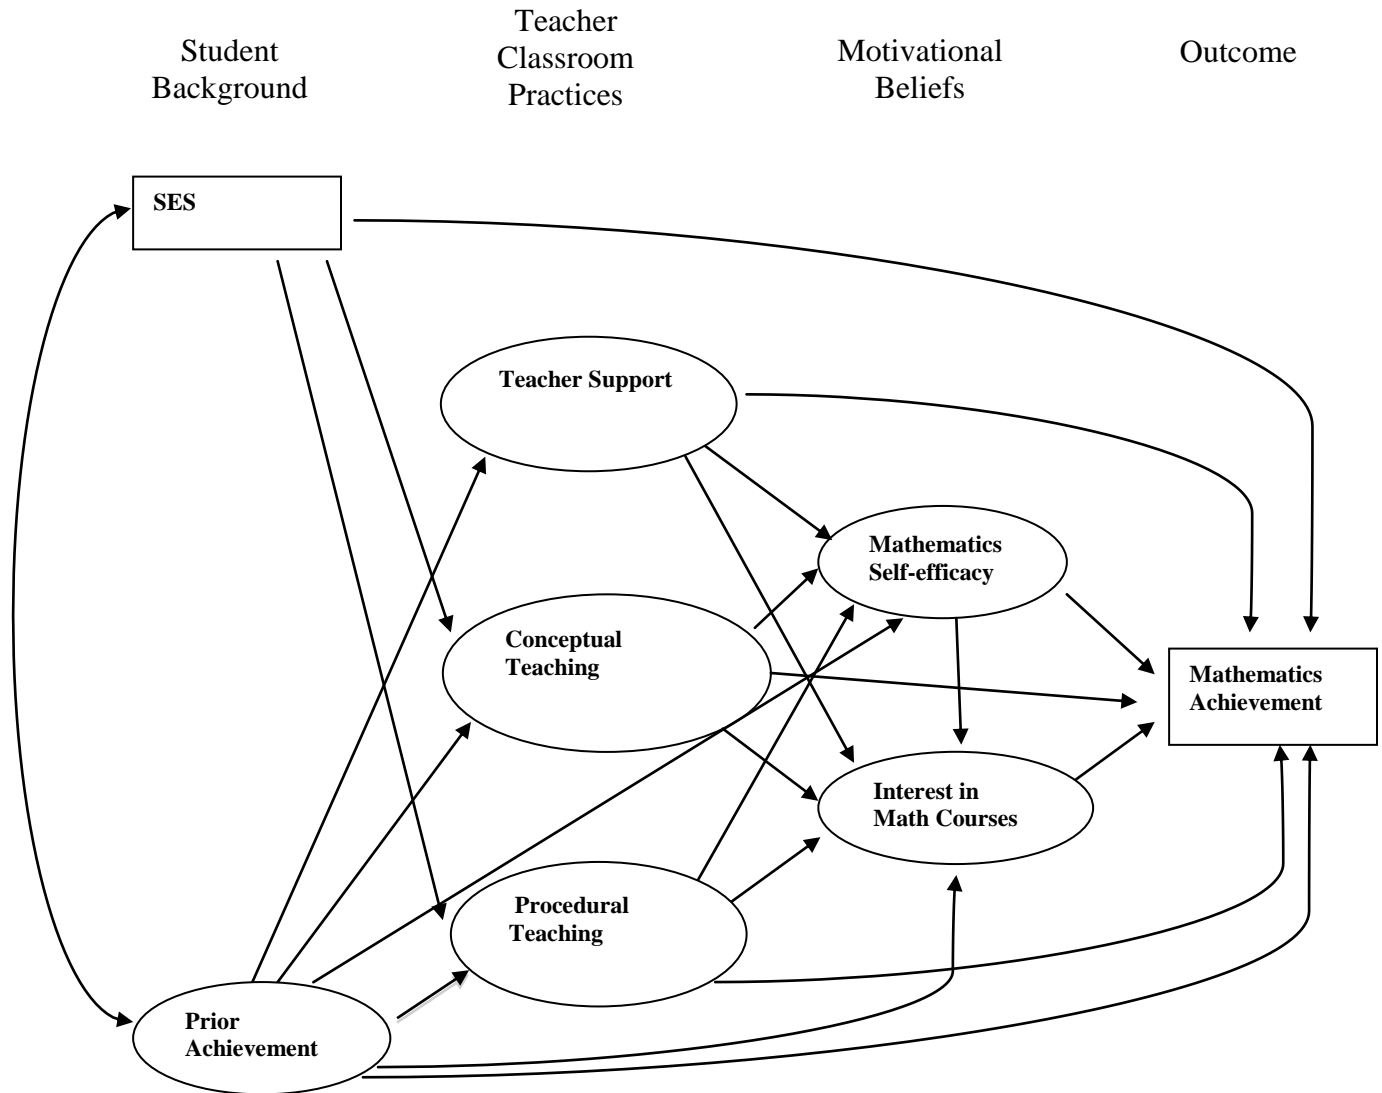 Student
Background
Teacher
Classroom
Practices
Motivational
Beliefs
Outcome
SES
Teacher Support
Mathematics
Self-efficacy
Conceptual
Teaching
Mathematics
Achievement
Interest in
Math Courses
Procedural
Teaching
Prior
Achievement